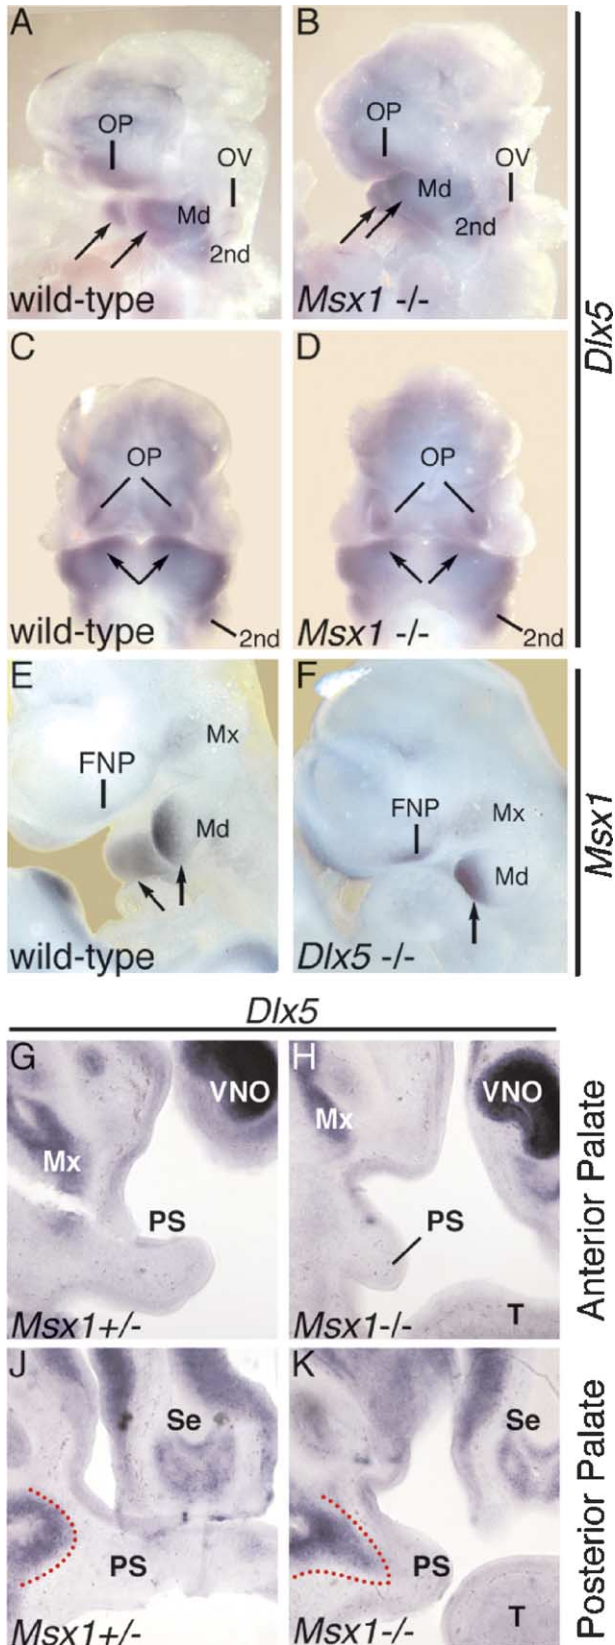 A
OP
OV
Md
2nd
wild-type
B
OP
OV
Md
2nd
Msx1 -/-
C
OP
2nd
wild-type
D
OP
2nd
Msx1 -/-
Dlx5
E
Mx
FNP
Md
wild-type
F
FNP
Mx
Md
Dlx5 -/-
Msx1
Dlx5
G
VNO
Mx
PS
Msx1+/-
H
VNO
Mx
PS
T
Msx1-/-
Anterior Palate
J
Se
PS
Msx1+/-
K
Se
PS
T
Msx1-/-
Posterior Palate